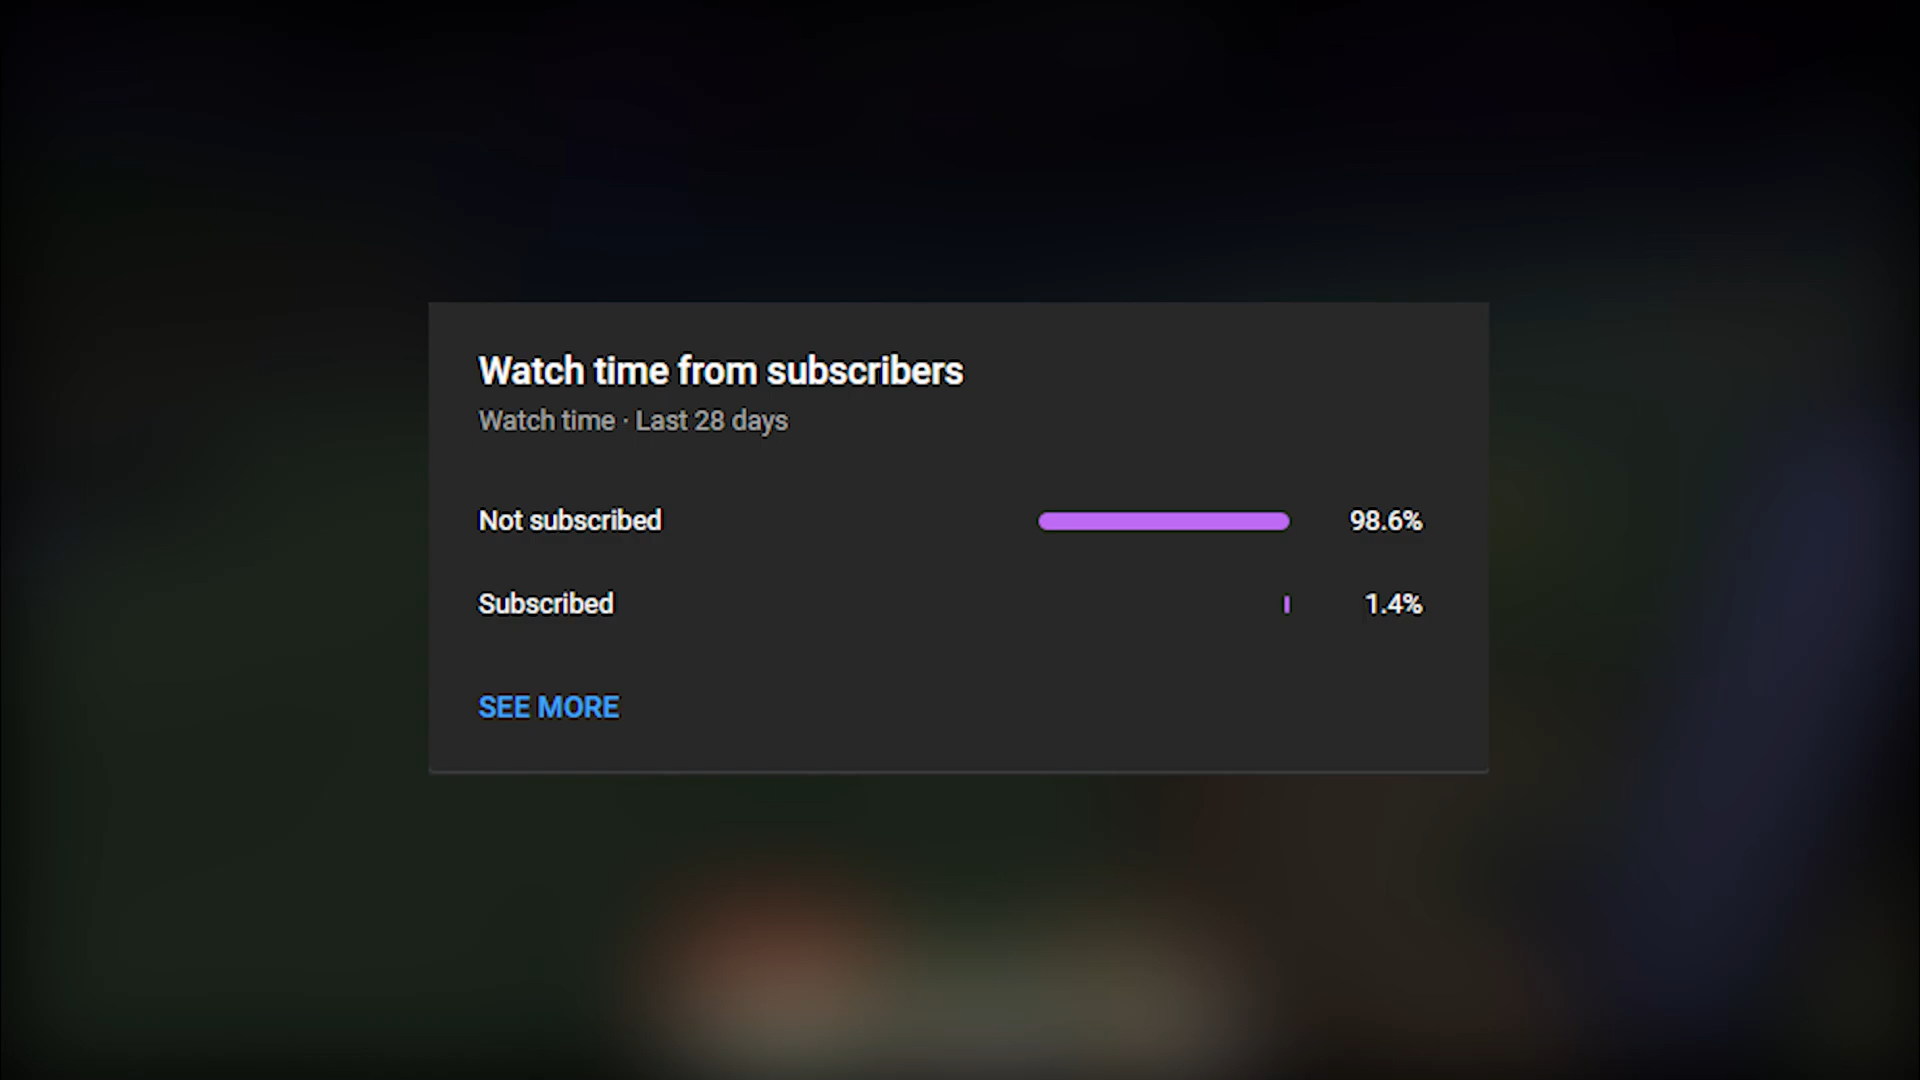 Watch time from subscribers
Watch time · Last 28 days
Not subscribed 98.6%
Subscribed 1.4%
SEE MORE